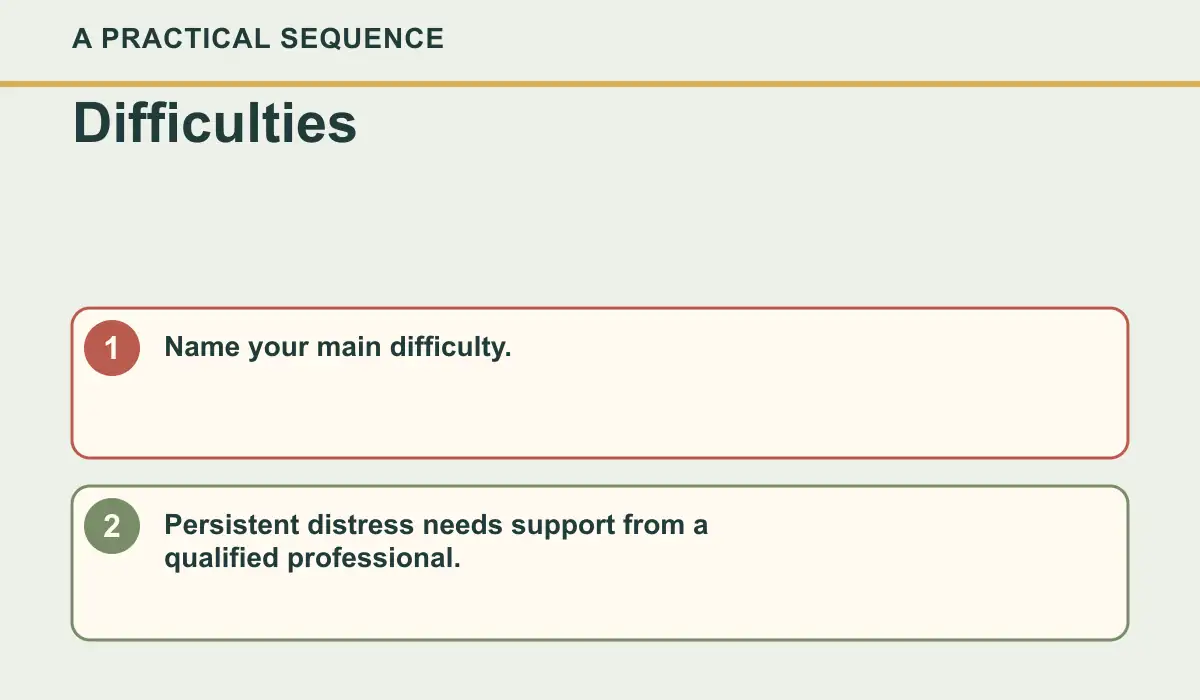 A PRACTICAL SEQUENCE
Difficulties
1
Name your main difficulty.
2
Persistent distress needs support from a
qualified professional.